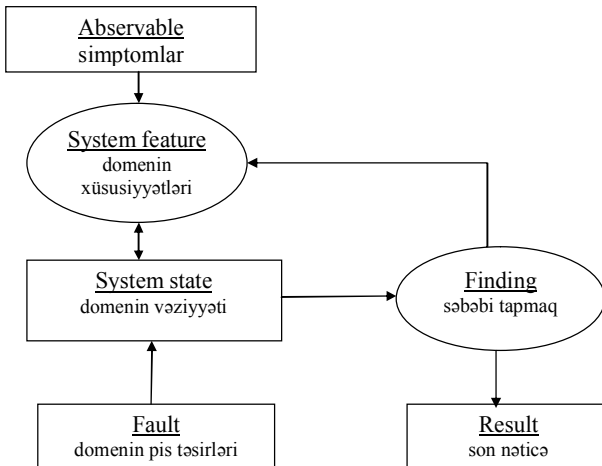 Abservable
simptomlar
System feature
domenin
xüsusiyyətləri
System state
domenin vəziyyəti
Finding
səbəbi tapmaq
Fault
domenin pis təsirləri
Result
son nəticə